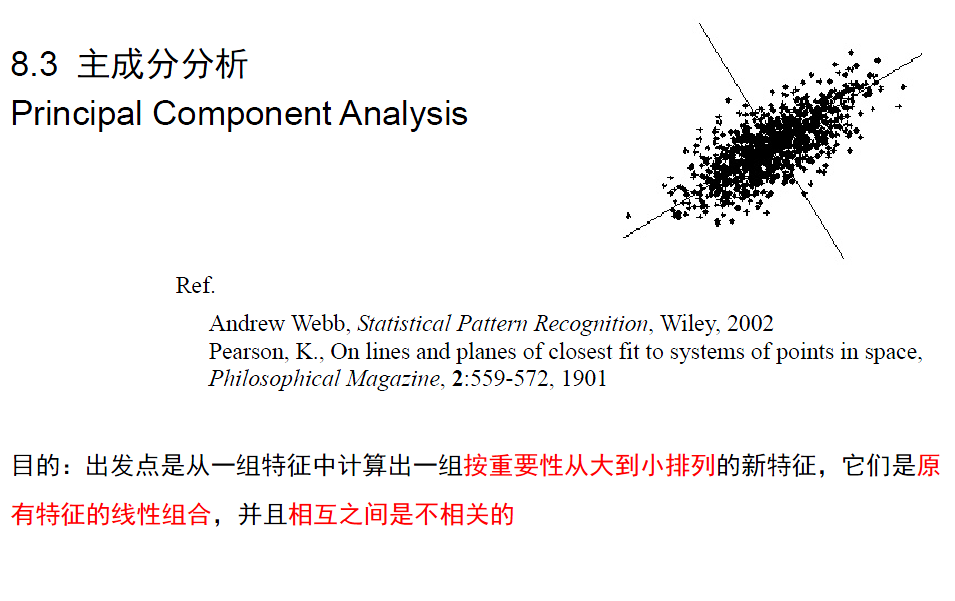 8.3 主成分分析
Principal Component Analysis
Ref.
Andrew Webb, Statistical Pattern Recognition, Wiley, 2002
Pearson, K., On lines and planes of closest fit to systems of points in space,
Philosophical Magazine, 2:559-572, 1901
目的：出发点是从一组特征中计算出一组按重要性从大到小排列的新特征，它们是原
有特征的线性组合，并且相互之间是不相关的